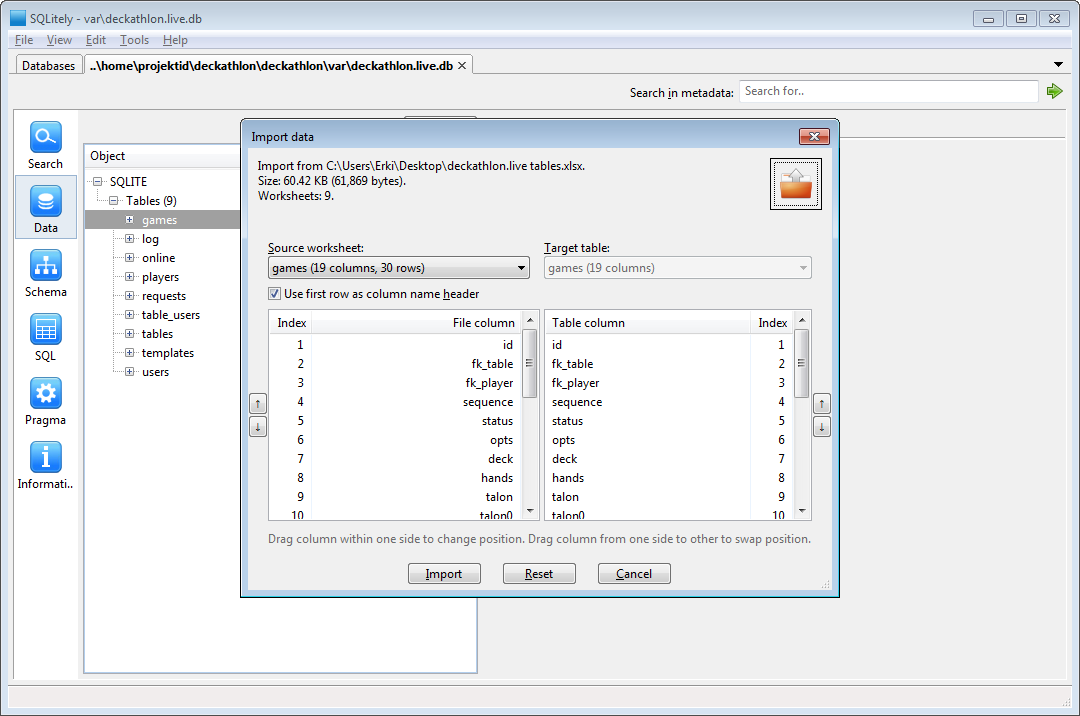 SQLitely - var\deckathlon.live.db
File View Edit Tools Help
Databases ..\home\projektid\deckathlon\deckathlon\var\deckathlon.live.db
Search in metadata: Search for..
Search
Data
Schema
SQL
Pragma
Informati..
Object
SQLITE
Tables (9)
games
log
online
players
requests
table_users
tables
templates
users
Import data
Import from C:\Users\Erki\Desktop\deckathlon.live tables.xlsx.
Size: 60.42 KB (61,869 bytes).
Worksheets: 9.
Source worksheet: Target table:
games (19 columns, 30 rows) games (19 columns)
Use first row as column name header
Index File column Table column Index
1 id id 1
2 fk_table fk_table 2
3 fk_player fk_player 3
4 sequence sequence 4
5 status status 5
6 opts opts 6
7 deck deck 7
8 hands hands 8
9 talon talon 9
10 talon0 talon0 10
Drag column within one side to change position. Drag column from one side to other to swap position.
Import Reset Cancel